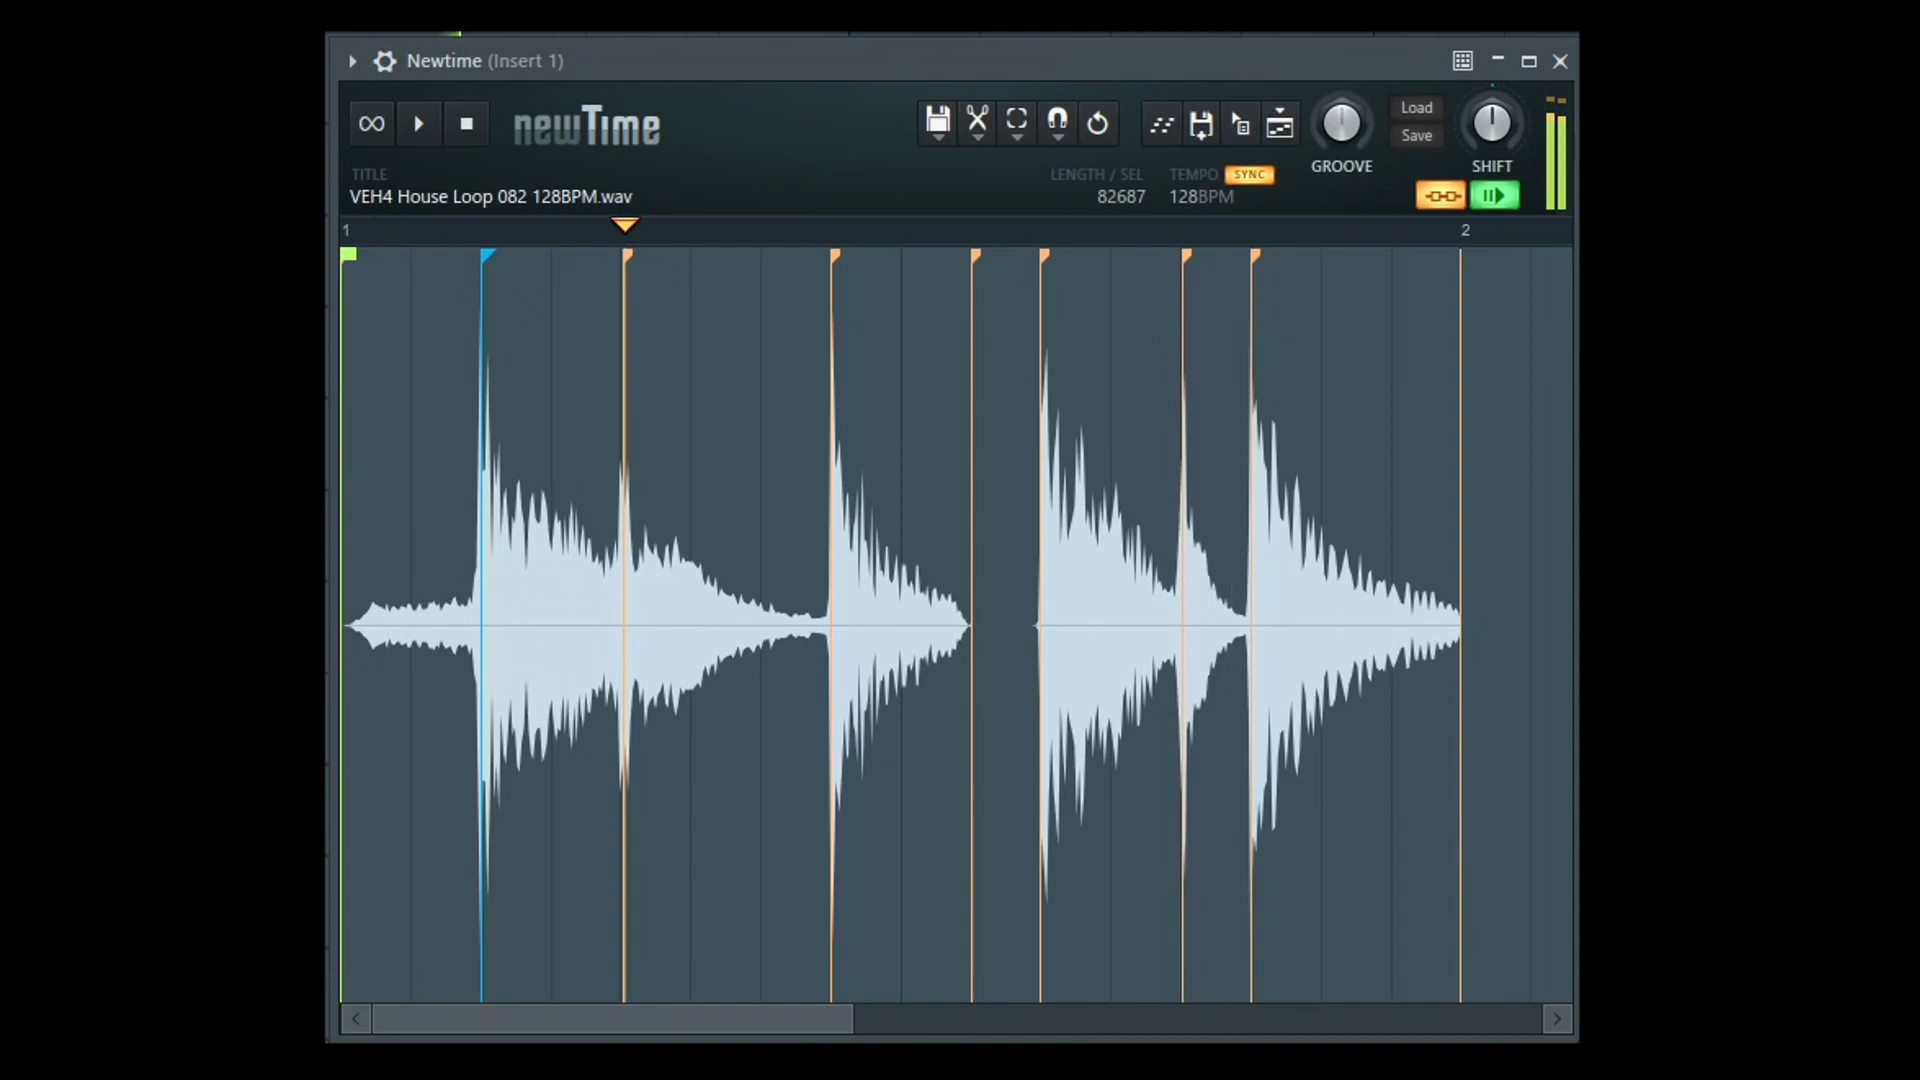 Newtime (Insert 1)
newTime
Load
Save
GROOVE
SHIFT
TITLE
LENGTH / SEL
TEMPO
SYNC
VEH4 House Loop 082 128BPM.wav
82687
128BPM
1
2